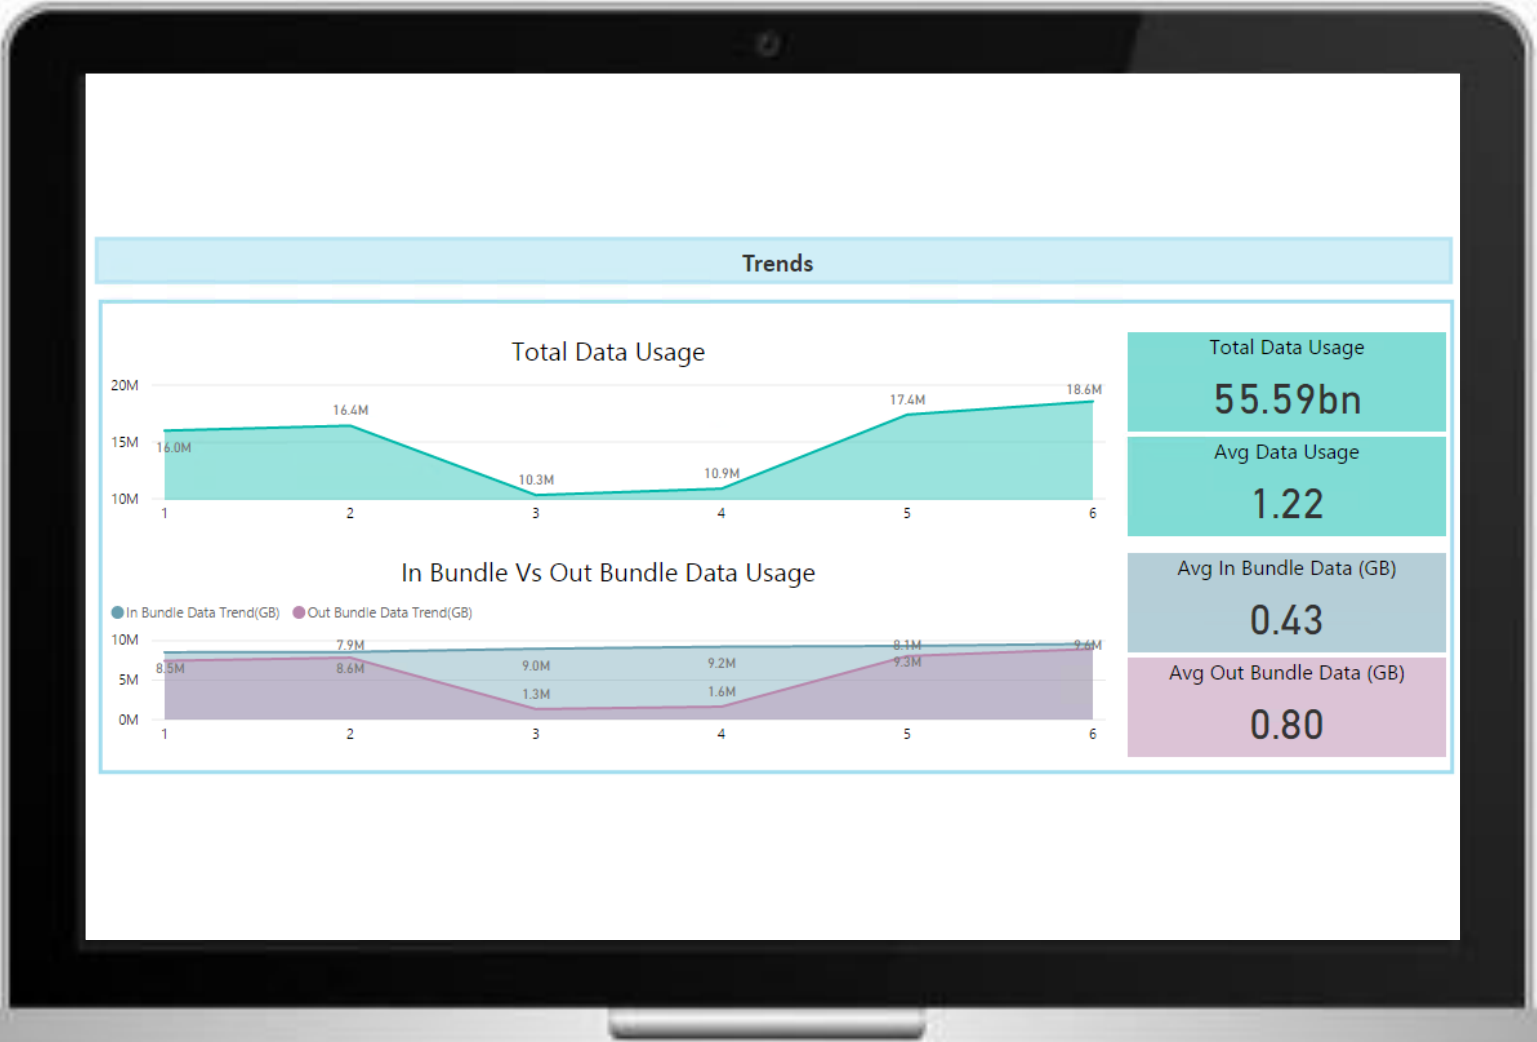 Trends
Total Data Usage
20M
15M
10M
16.0M
16.4M
10.3M
10.9M
17.4M
18.6M
1 2 3 4 5 6
In Bundle Vs Out Bundle Data Usage
In Bundle Data Trend(GB) Out Bundle Data Trend(GB)
10M
5M
0M
8.5M
7.9M
8.6M
9.0M
1.3M
9.2M
1.6M
8.1M
9.3M
9.6M
1 2 3 4 5 6
Total Data Usage
55.59bn
Avg Data Usage
1.22
Avg In Bundle Data (GB)
0.43
Avg Out Bundle Data (GB)
0.80